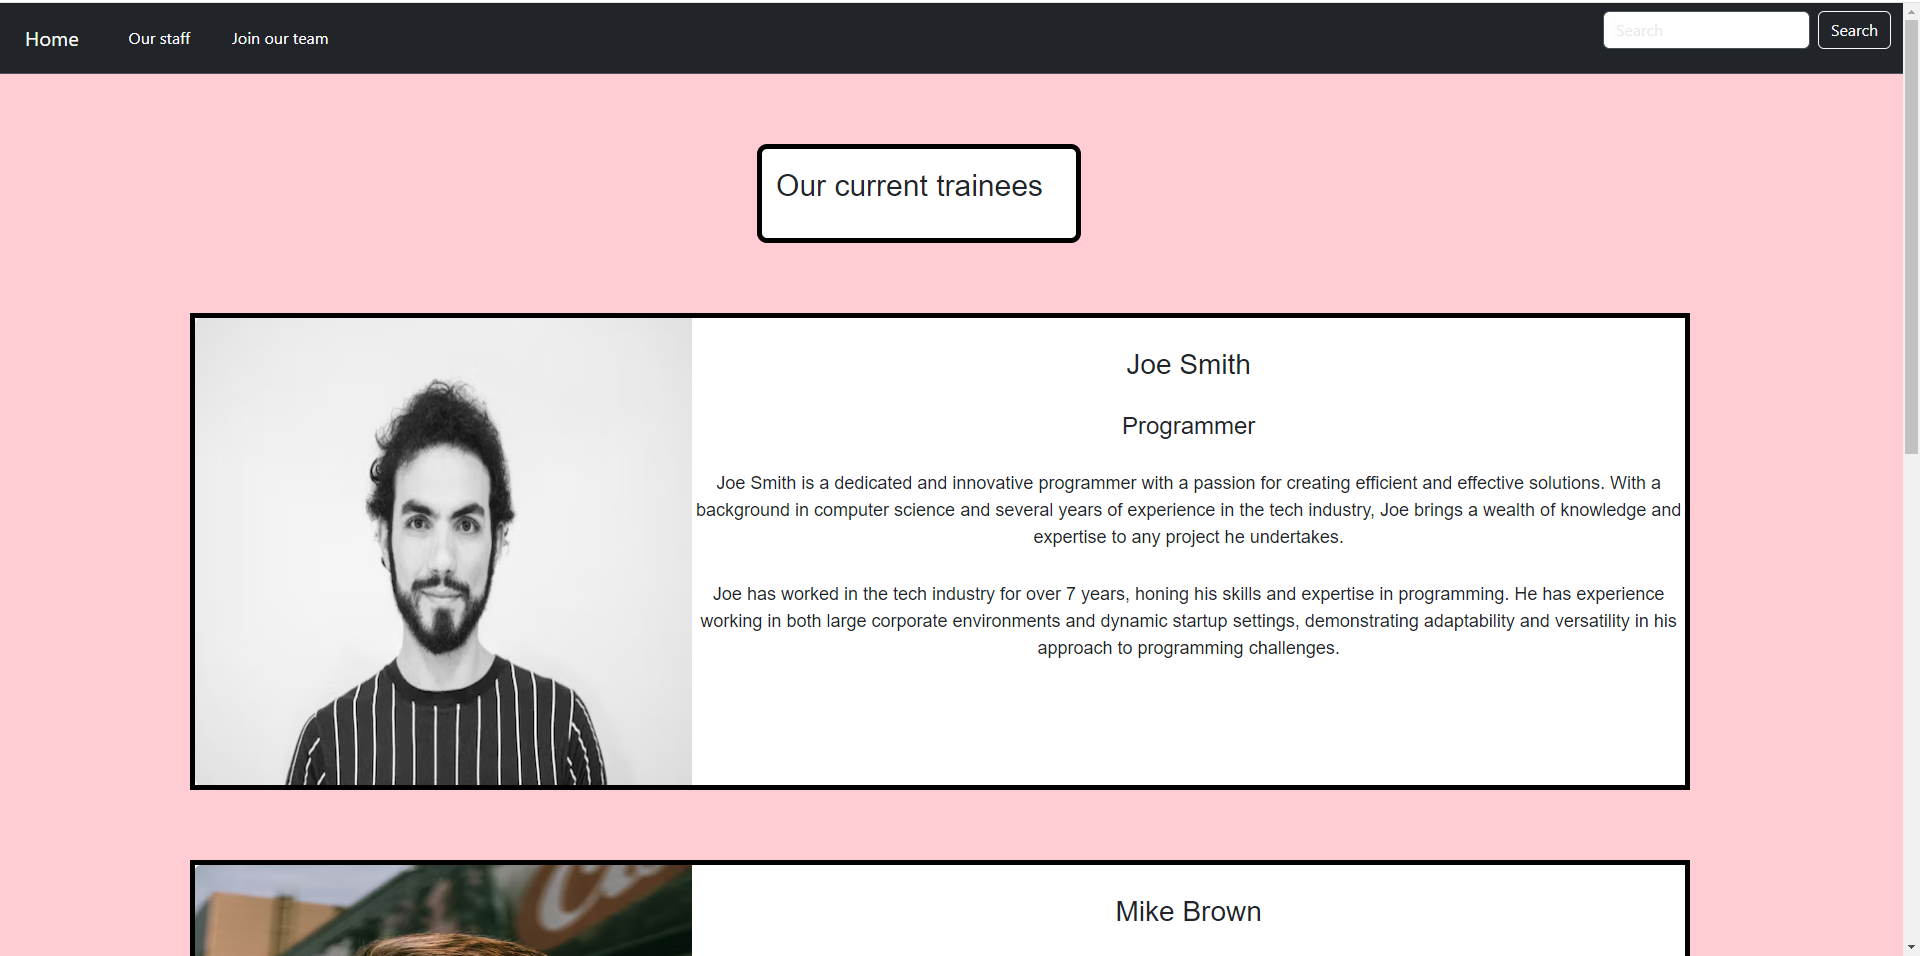 Home Our staff Join our team Search Search
Our current trainees
Joe Smith
Programmer
Joe Smith is a dedicated and innovative programmer with a passion for creating efficient and effective solutions. With a
background in computer science and several years of experience in the tech industry, Joe brings a wealth of knowledge and
expertise to any project he undertakes.
Joe has worked in the tech industry for over 7 years, honing his skills and expertise in programming. He has experience
working in both large corporate environments and dynamic startup settings, demonstrating adaptability and versatility in his
approach to programming challenges.
Mike Brown